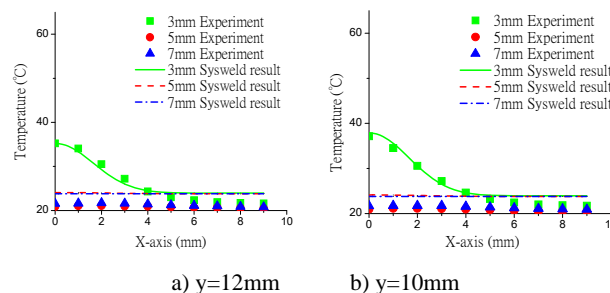 3mm Experiment
5mm Experiment
7mm Experiment
3mm Sysweld result
5mm Sysweld result
7mm Sysweld result
Temperature (℃)
60
40
20
0 2 4 6 8 10
X-axis (mm)
a) y=12mm
3mm Experiment
5mm Experiment
7mm Experiment
3mm Sysweld result
5mm Sysweld result
7mm Sysweld result
Temperature (℃)
60
40
20
0 2 4 6 8 10
X-axis (mm)
b) y=10mm